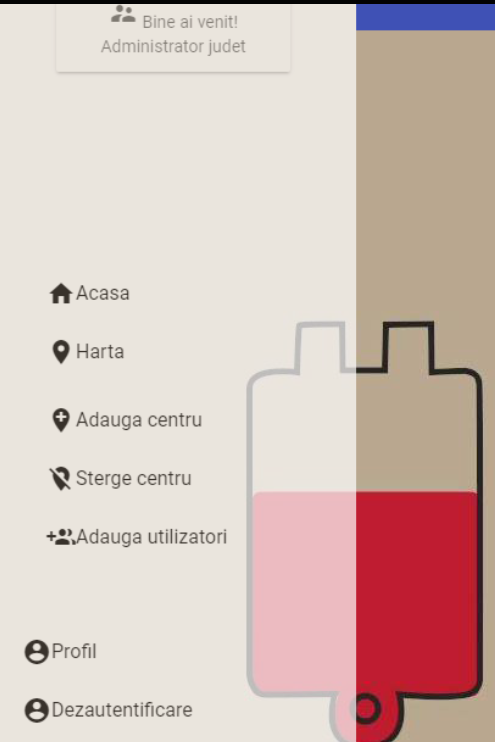 Bine ai venit!
Administrator judet
Acasa
Harta
Adauga centru
Sterge centru
Adauga utilizatori
Profil
Dezautentificare